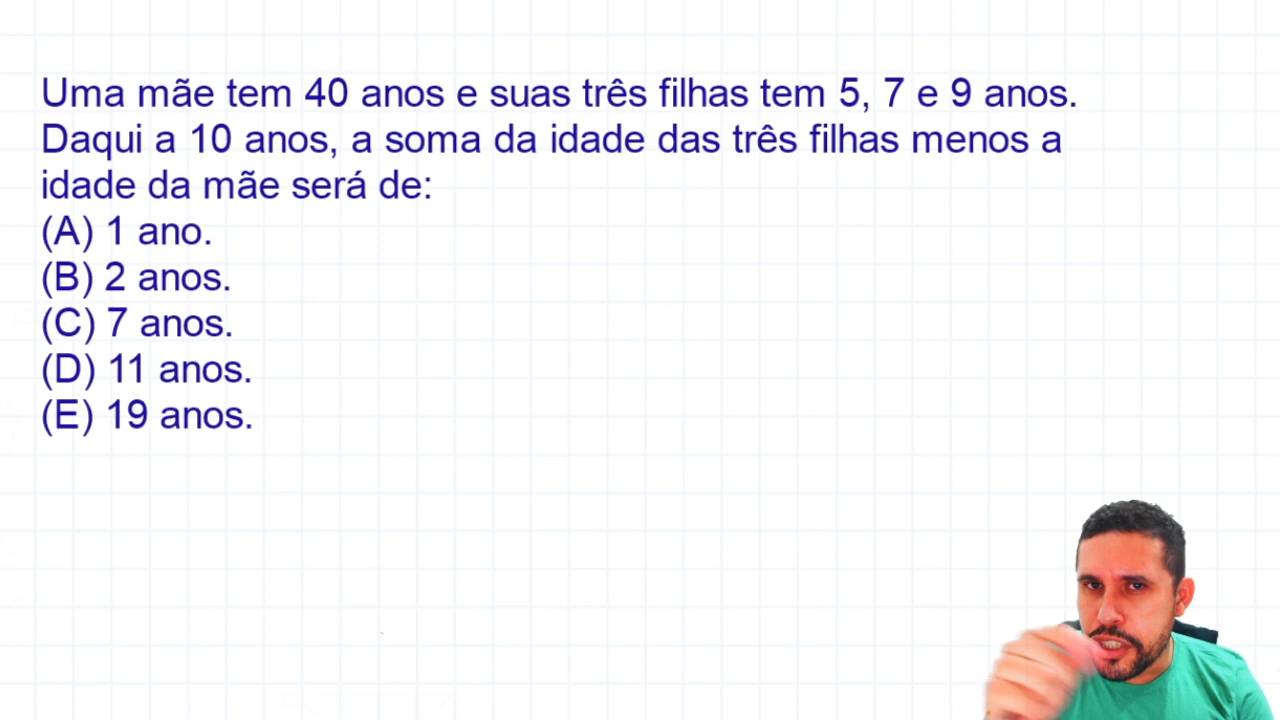 Uma mãe tem 40 anos e suas três filhas tem 5, 7 e 9 anos.
Daqui a 10 anos, a soma da idade das três filhas menos a
idade da mãe será de:
(A) 1 ano.
(B) 2 anos.
(C) 7 anos.
(D) 11 anos.
(E) 19 anos.